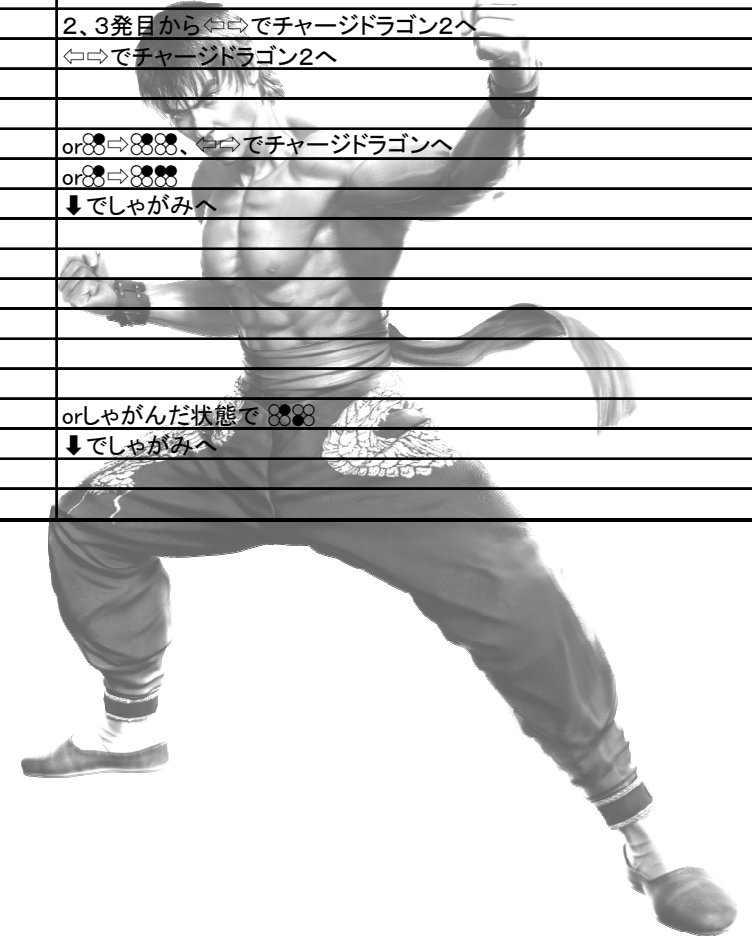 ２、３発目から⇦⇨でチャージドラゴン２へ
⇦⇨でチャージドラゴン２へ
or⇨、⇦⇨でチャージドラゴンへ
or⇨
⬇でしゃがみへ
orしゃがんだ状態で
⬇でしゃがみへ